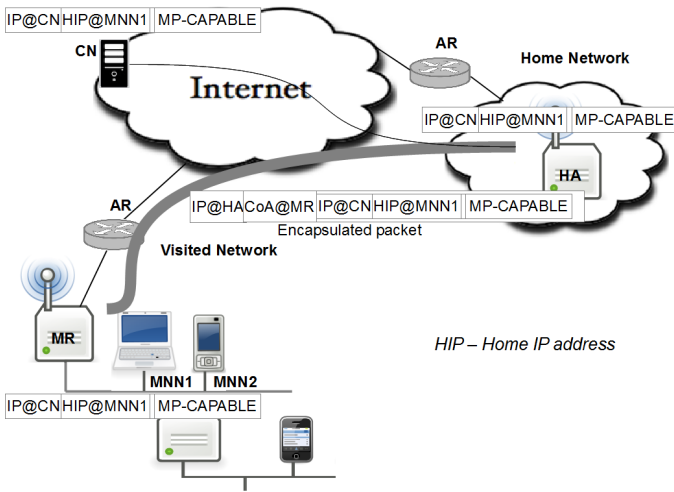 IP@CN HIP@MNN1 MP-CAPABLE
CN
AR
Home Network
Internet
IP@CN HIP@MNN1 MP-CAPABLE
HA
IP@HA CoA@MR IP@CN HIP@MNN1 MP-CAPABLE
AR
Encapsulated packet
Visited Network
MR
HIP – Home IP address
MNN1 MNN2
IP@CN HIP@MNN1 MP-CAPABLE